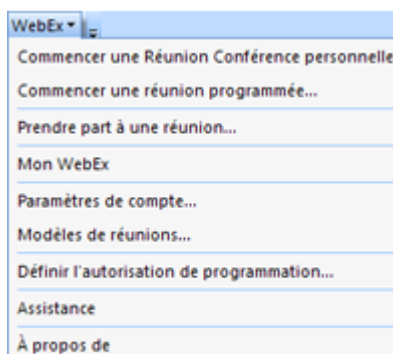 WebEx
Commencer une Réunion Conférence personnelle
Commencer une réunion programmée...
Prendre part à une réunion...
Mon WebEx
Paramètres de compte...
Modèles de réunions...
Définir l'autorisation de programmation...
Assistance
À propos de